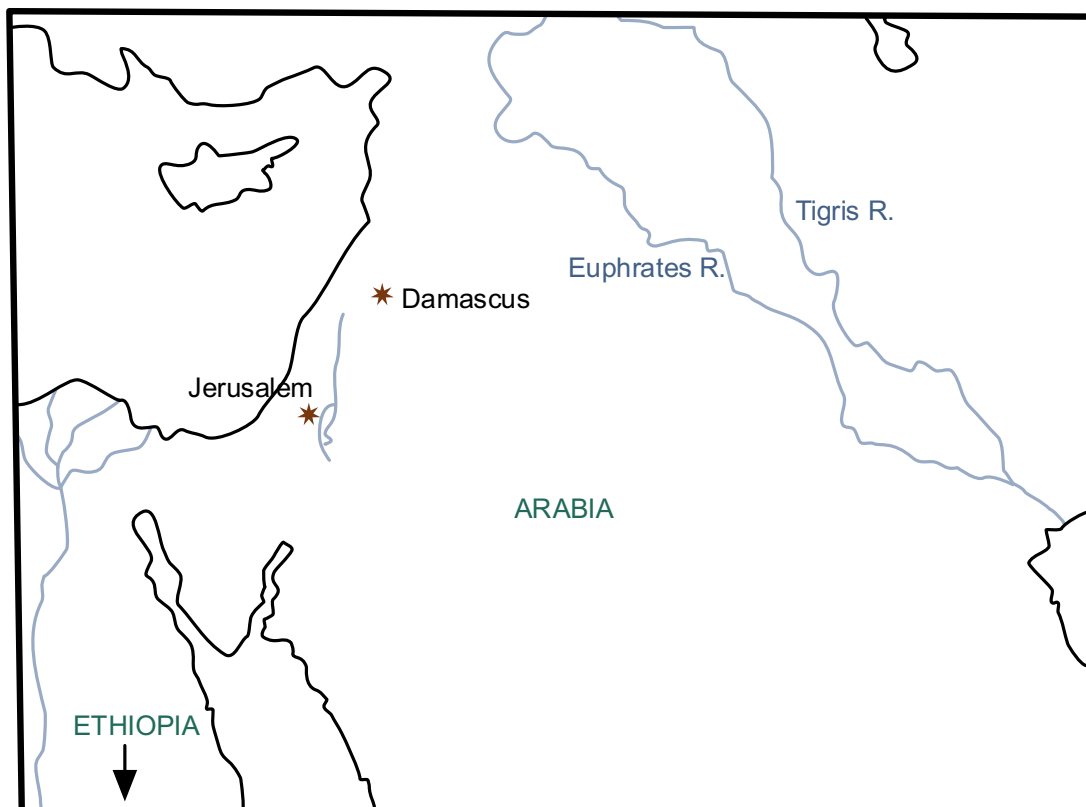 Tigris R.
Euphrates R.
Damascus
Jerusalem
ARABIA
ETHIOPIA